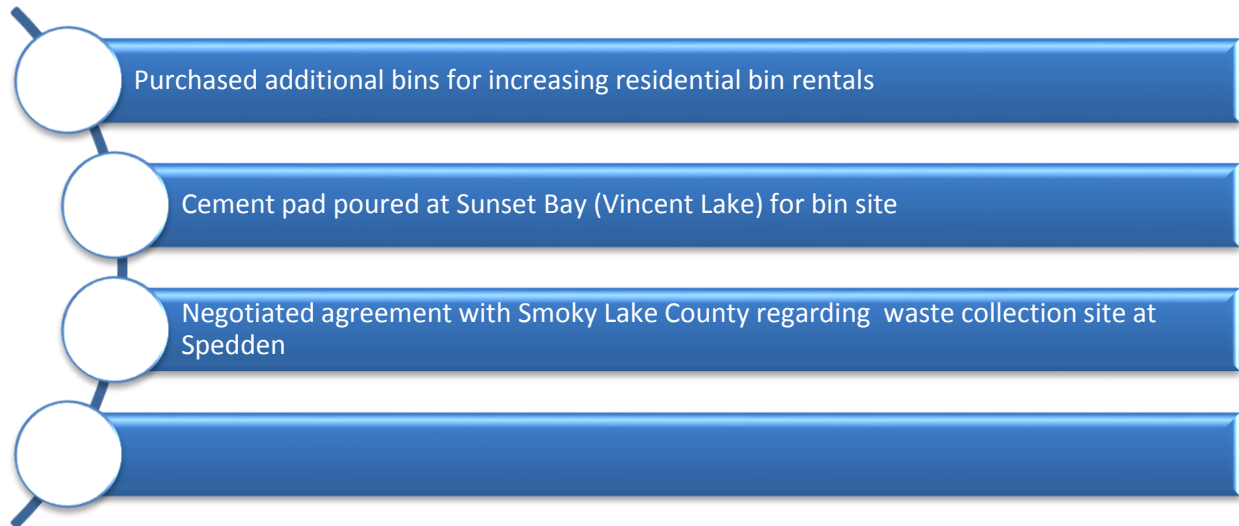 Purchased additional bins for increasing residential bin rentals
Cement pad poured at Sunset Bay (Vincent Lake) for bin site
Negotiated agreement with Smoky Lake County regarding  waste collection site at
Spedden